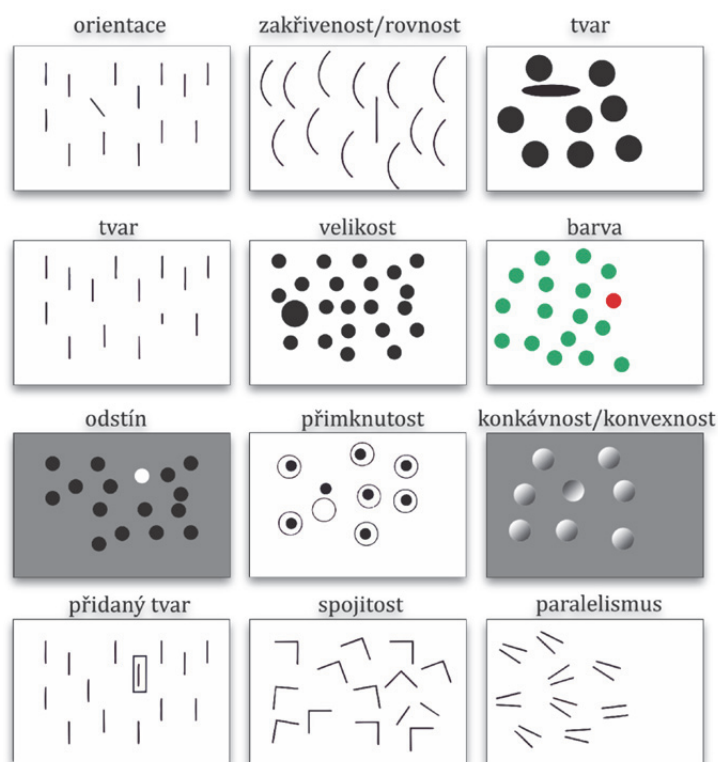 orientace
zakřivenost/rovnost
tvar
tvar
velikost
barva
odstín
přimknutost
konkávnost/konvexnost
přidaný tvar
spojitost
paralelismus